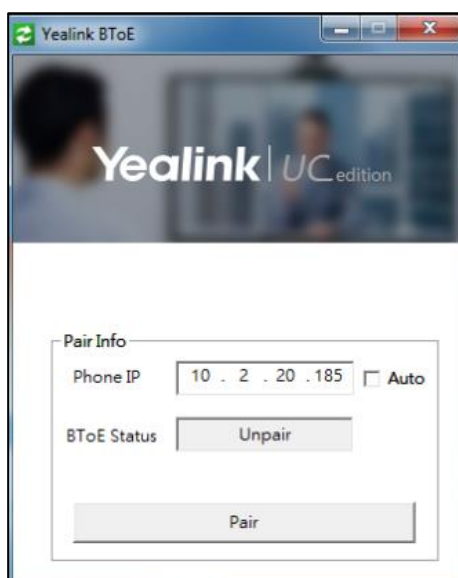 Yealink BToE
Yealink | UC edition
Pair Info
Phone IP 10 . 2 . 20 . 185 Auto
BToE Status Unpair
Pair